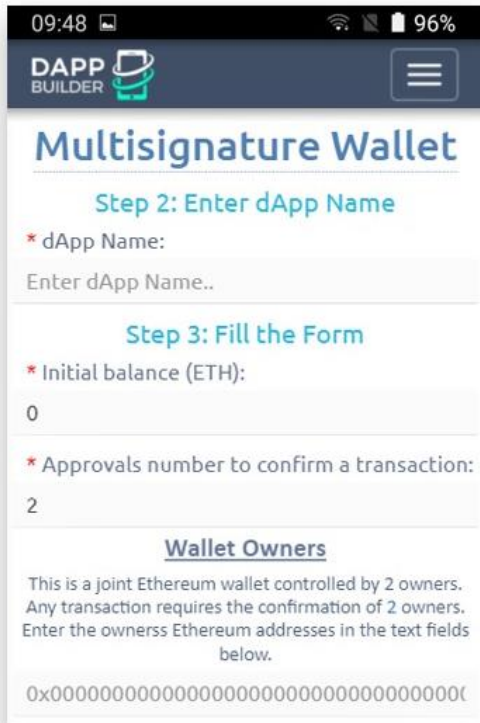 09:48 96%
DAPP
BUILDER
Multisignature Wallet
Step 2: Enter dApp Name
* dApp Name:
Enter dApp Name..
Step 3: Fill the Form
* Initial balance (ETH):
0
* Approvals number to confirm a transaction:
2
Wallet Owners
This is a joint Ethereum wallet controlled by 2 owners.
Any transaction requires the confirmation of 2 owners.
Enter the ownerss Ethereum addresses in the text fields
below.
0x00000000000000000000000000000000(